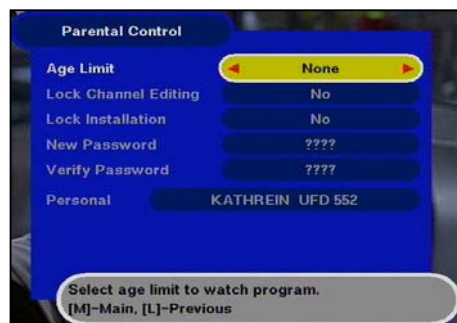 Parental Control
Age Limit None
Lock Channel Editing No
Lock Installation No
New Password ????
Verify Password ????
Personal KATHREIN UFD 552
Select age limit to watch program.
[M]-Main, [L]-Previous